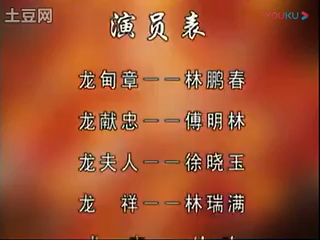 土豆网
YOUKU
演员表
龙甸章——林鹏春
龙献忠——傅明林
龙夫人——徐晓玉
龙 祥——林瑞满